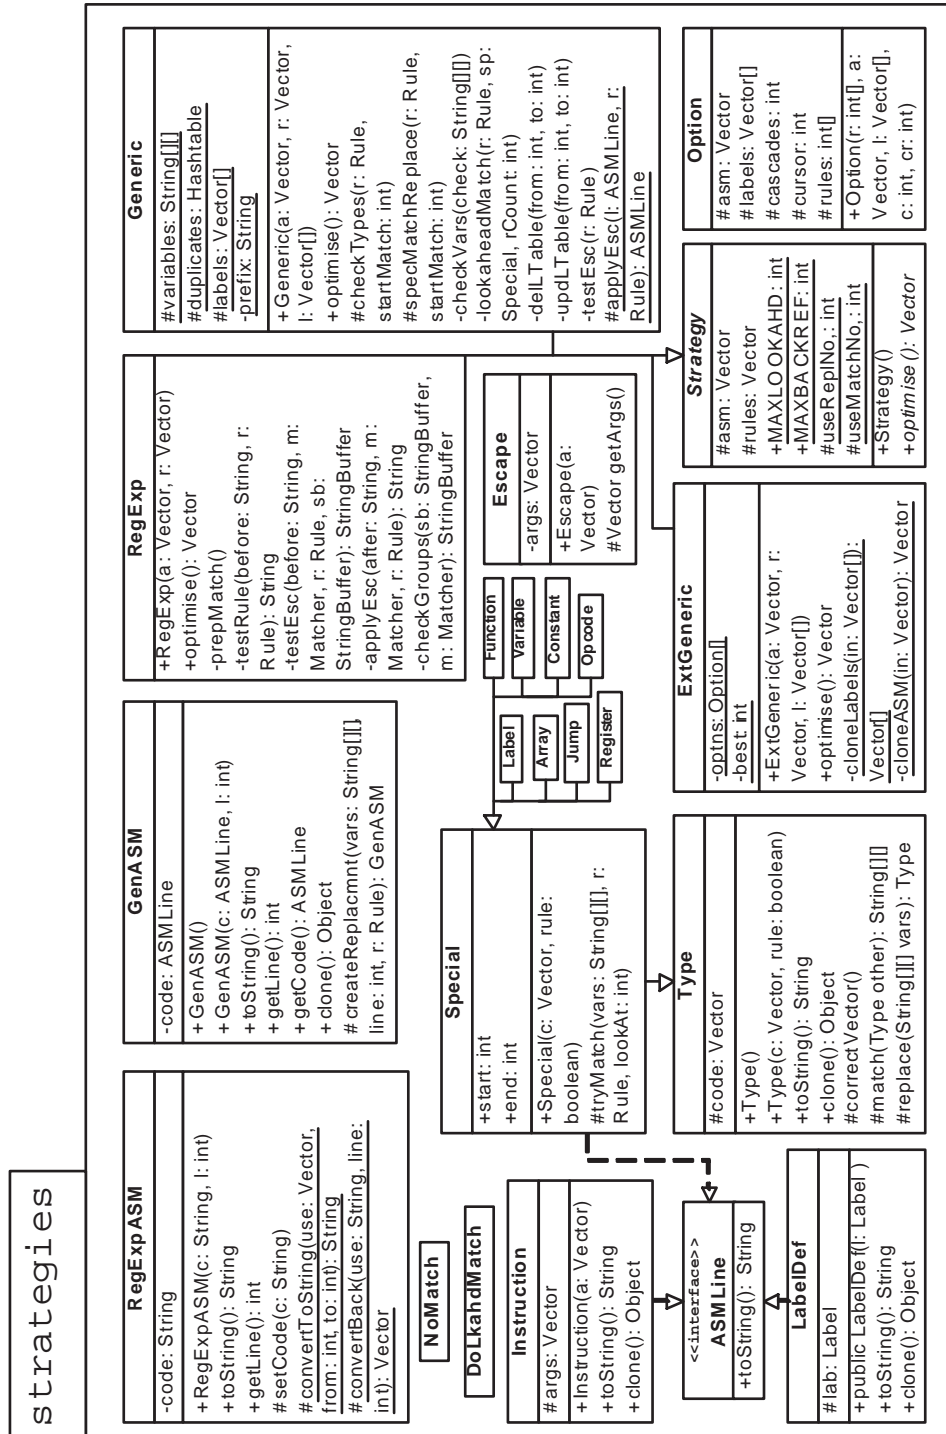 strategies
RegExpASM
-code: String
+RegExpASM(c: String, l: int)
+toString(): String
+getLine(): int
#setCode(c: String)
#convertToString(use: Vector,
from: int, to: int): String
#convertBack(use: String, line:
int): Vector
GenASM
-code: ASMLine
+GenASM()
+GenASM(c: ASMLine, l: int)
+toString(): String
+getLine(): int
+getCode(): ASMLine
+clone(): Object
#createReplacmnt(vars: String[][],
line: int, r: Rule): GenASM
RegExp
+RegExp(a: Vector, r: Vector)
+optimise(): Vector
-prepMatch()
-testRule(before: String, r:
Rule): String
-testEsc(before: String, m:
Matcher, r: Rule, sb:
StringBuffer): StringBuffer
-applyEsc(after: String, m:
Matcher, r: Rule): String
-checkGroups(sb: StringBuffer,
m: Matcher): StringBuffer
Generic
#variables: String[][]
#duplicates: Hashtable
#labels: Vector[]
-prefix: String
+Generic(a: Vector, r: Vector,
l: Vector[])
+optimise(): Vector
#checkTypes(r: Rule,
startMatch: int)
#specMatchReplace(r: Rule,
startMatch: int)
-checkVars(check: String[][])
-lookaheadMatch(r: Rule, sp:
Special, rCount: int)
-delLTable(from: int, to: int)
-updLTable(from: int, to: int)
-testEsc(r: Rule)
#applyEsc(l: ASMLine, r:
Rule): ASMLine
NoMatch
DoLkahdMatch
Special
+start: int
+end: int
+Special(c: Vector, rule:
boolean)
#tryMatch(vars: String[][], r:
Rule, lookAt: int)
Label
Array
Jump
Register
Function
Variable
Constant
Opcode
Escape
-args: Vector
+Escape(a:
Vector)
#Vector getArgs()
Instruction
#args: Vector
+Instruction(a: Vector)
+toString(): String
+clone(): Object
<<interface>>
ASMLine
+toString(): String
LabelDef
#lab: Label
+public LabelDef(l: Label )
+toString(): String
+clone(): Object
Type
#code: Vector
+Type()
+Type(c: Vector, rule: boolean)
+toString(): String
+clone(): Object
#correctVector()
#match(Type other): String[][]
#replace(String[][] vars): Type
ExtGeneric
-optns: Option[]
-best: int
+ExtGeneric(a: Vector, r:
Vector, l: Vector[])
+optimise(): Vector
-cloneLabels(in: Vector[]):
Vector[]
-cloneASM(in: Vector): Vector
Strategy
#asm: Vector
#rules: Vector
+MAXLOOKAHD: int
+MAXBACKREF: int
#useReplNo,: int
#useMatchNo,: int
+Strategy()
+optimise(): Vector
Option
#asm: Vector
#labels: Vector[]
#cascades: int
#cursor: int
#rules: int[]
+Option(r: int[], a:
Vector, l: Vector[],
c: int, cr: int)